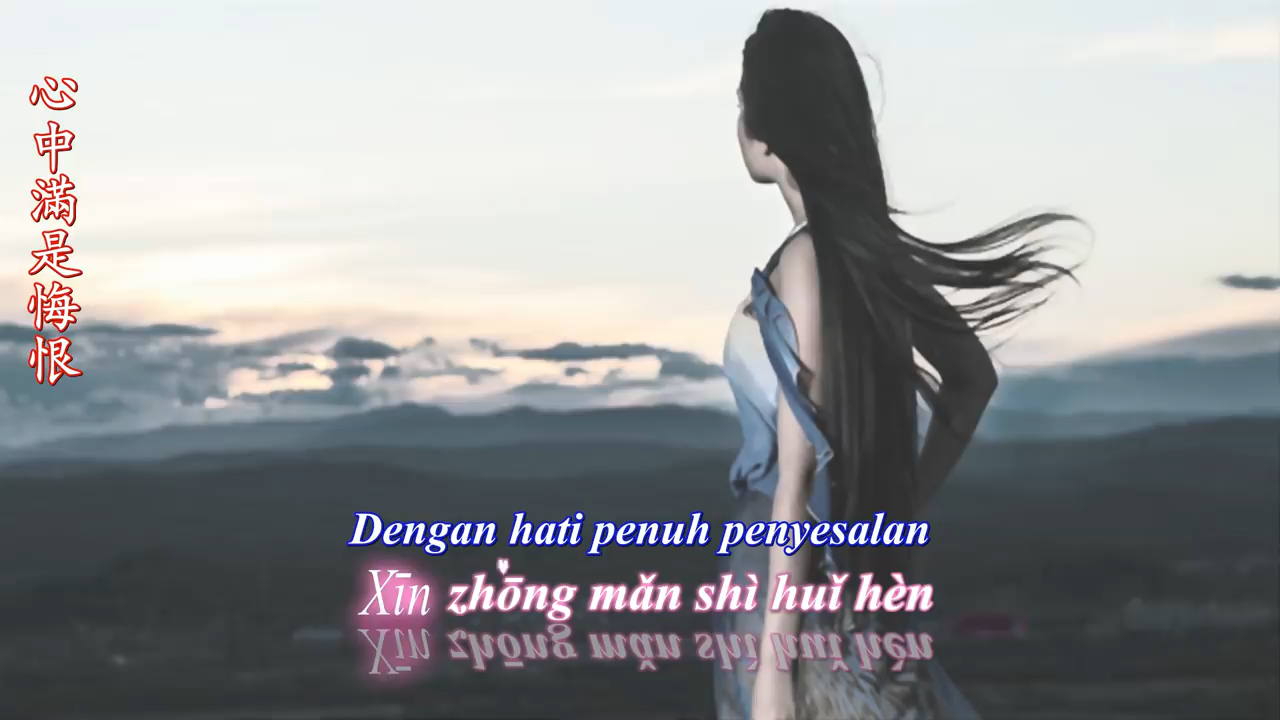 心中滿是悔恨
Dengan hati penuh penyesalan
Xīn zhōng mǎn shì huǐ hèn